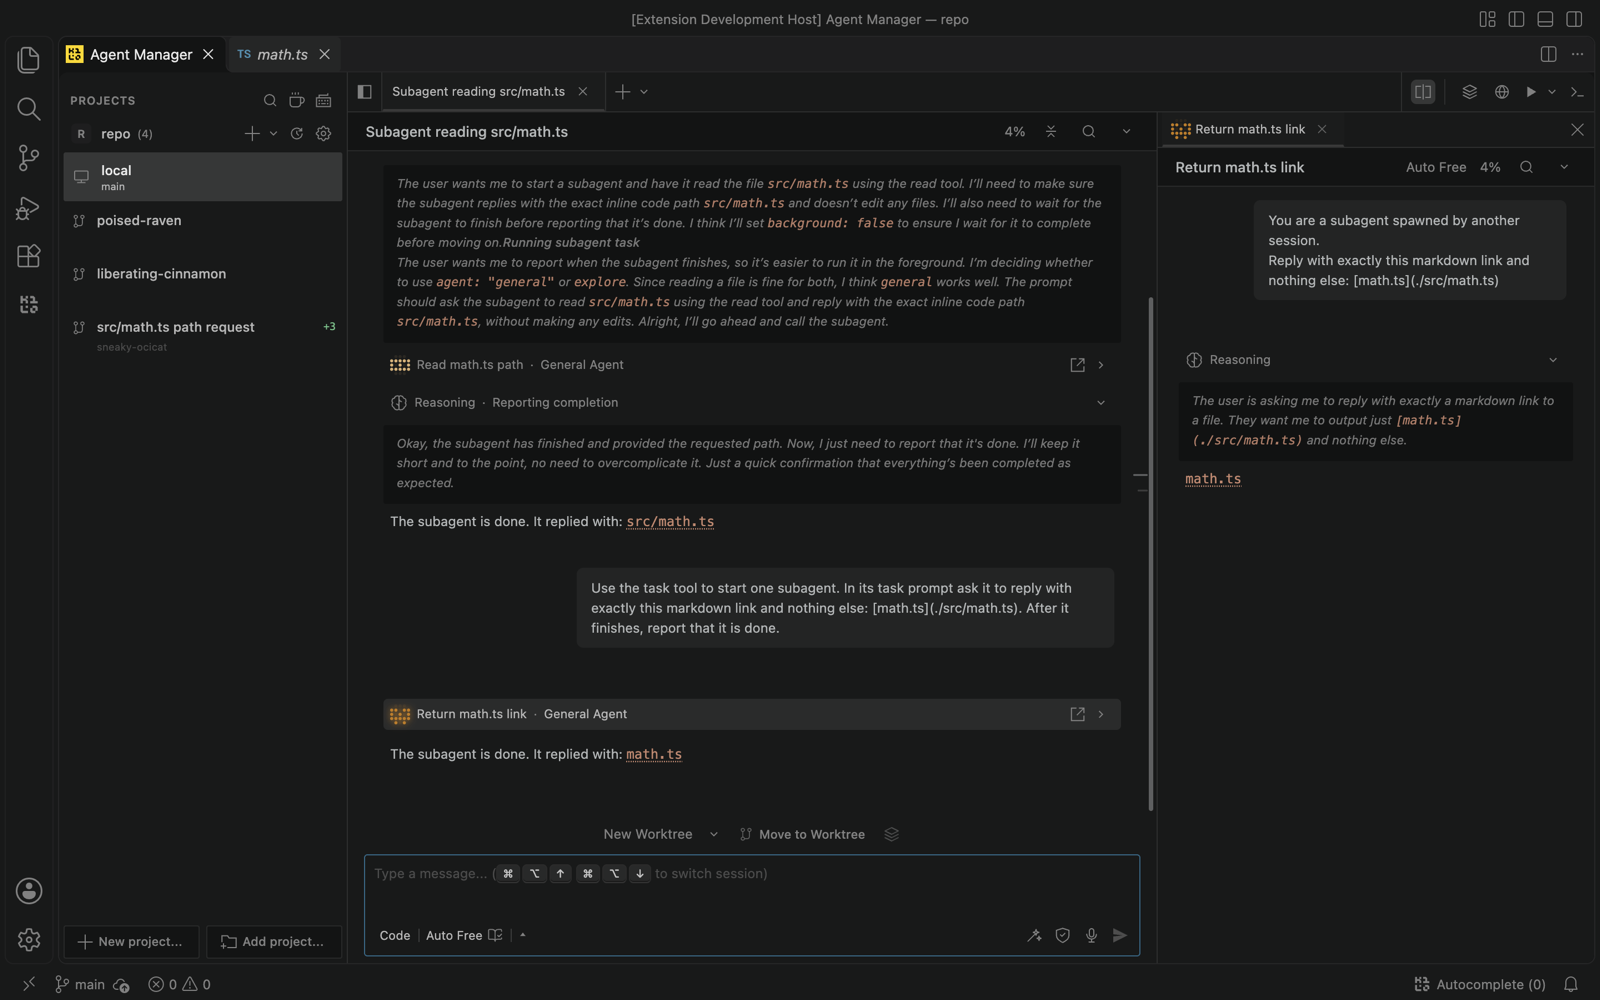 [Extension Development Host] Agent Manager — repo
Agent Manager
TS math.ts
PROJECTS
R repo (4)
local
main
poised-raven
liberating-cinnamon
src/math.ts path request +3
sneaky-ocicat
New project...
Add project...
Subagent reading src/math.ts
Subagent reading src/math.ts
4%
The user wants me to start a subagent and have it read the file src/math.ts using the read tool. I'll need to make sure
the subagent replies with the exact inline code path src/math.ts and doesn't edit any files. I'll also need to wait for the
subagent to finish before reporting that it's done. I think I'll set background: false to ensure I wait for it to complete
before moving on.Running subagent task
The user wants me to report when the subagent finishes, so it's easier to run it in the foreground. I'm deciding whether
to use agent: "general" or explore. Since reading a file is fine for both, I think general works well. The prompt
should ask the subagent to read src/math.ts using the read tool and reply with the exact inline code path
src/math.ts, without making any edits. Alright, I'll go ahead and call the subagent.
Read math.ts path · General Agent
Reasoning · Reporting completion
Okay, the subagent has finished and provided the requested path. Now, I just need to report that it's done. I'll keep it
short and to the point, no need to overcomplicate it. Just a quick confirmation that everything's been completed as
expected.
The subagent is done. It replied with: src/math.ts
Use the task tool to start one subagent. In its task prompt ask it to reply with
exactly this markdown link and nothing else: [math.ts](./src/math.ts). After it
finishes, report that it is done.
Return math.ts link · General Agent
The subagent is done. It replied with: math.ts
New Worktree
Move to Worktree
Type a message... (⌘ ⌥ ↑ ⌘ ⌥ ↓ to switch session)
Code
Auto Free
Return math.ts link
Return math.ts link
Auto Free 4%
You are a subagent spawned by another
session.
Reply with exactly this markdown link and
nothing else: [math.ts](./src/math.ts)
Reasoning
The user is asking me to reply with exactly a markdown link to
a file. They want me to output just [math.ts]
(./src/math.ts) and nothing else.
math.ts
main
0 0
Autocomplete (0)